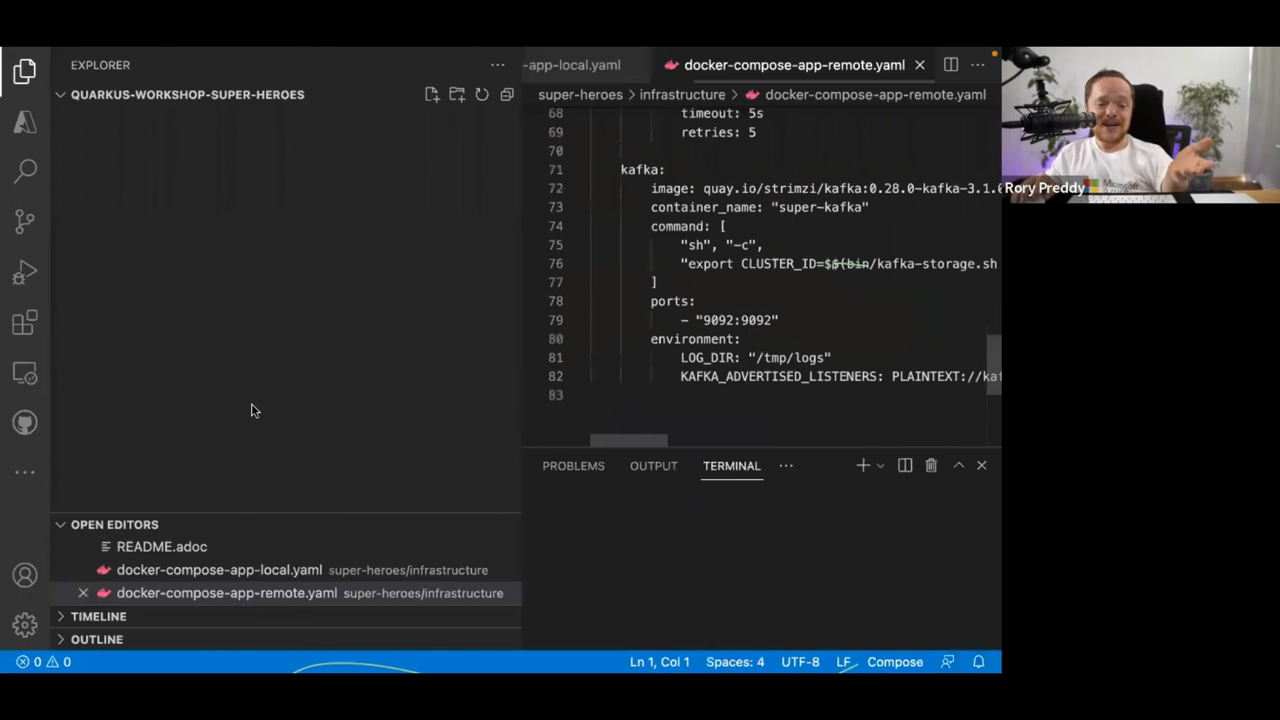 EXPLORER
QUARKUS-WORKSHOP-SUPER-HEROES
OPEN EDITORS
README.adoc
docker-compose-app-local.yaml super-heroes/infrastructure
docker-compose-app-remote.yaml super-heroes/infrastructure
TIMELINE
OUTLINE
-app-local.yaml
docker-compose-app-remote.yaml
super-heroes > infrastructure > docker-compose-app-remote.yaml
68 timeout: 5s
69 retries: 5
70
71 kafka:
72 image: quay.io/strimzi/kafka:0.28.0-kafka-3.1.0
73 container_name: "super-kafka"
74 command: [
75 "sh", "-c",
76 "export CLUSTER_ID=$$(bin/kafka-storage.sh
77 ]
78 ports:
79 - "9092:9092"
80 environment:
81 LOG_DIR: "/tmp/logs"
82 KAFKA_ADVERTISED_LISTENERS: PLAINTEXT://kaf
83
PROBLEMS OUTPUT TERMINAL
0 0
Ln 1, Col 1 Spaces: 4 UTF-8 LF Compose
Rory Preddy
Microsoft